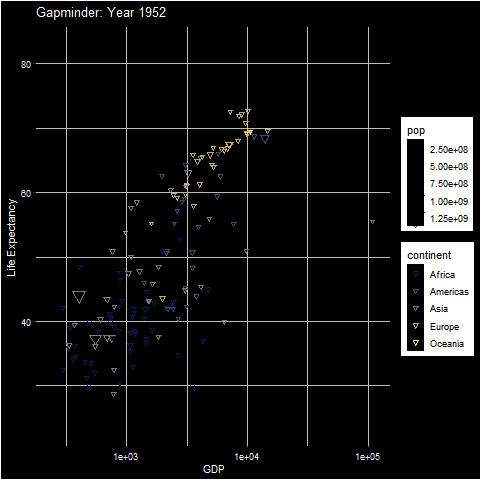 Gapminder: Year 1952
80
60
40
Life Expectancy
1e+03
1e+04
1e+05
GDP
pop
2.50e+08
5.00e+08
7.50e+08
1.00e+09
1.25e+09
continent
Africa
Americas
Asia
Europe
Oceania